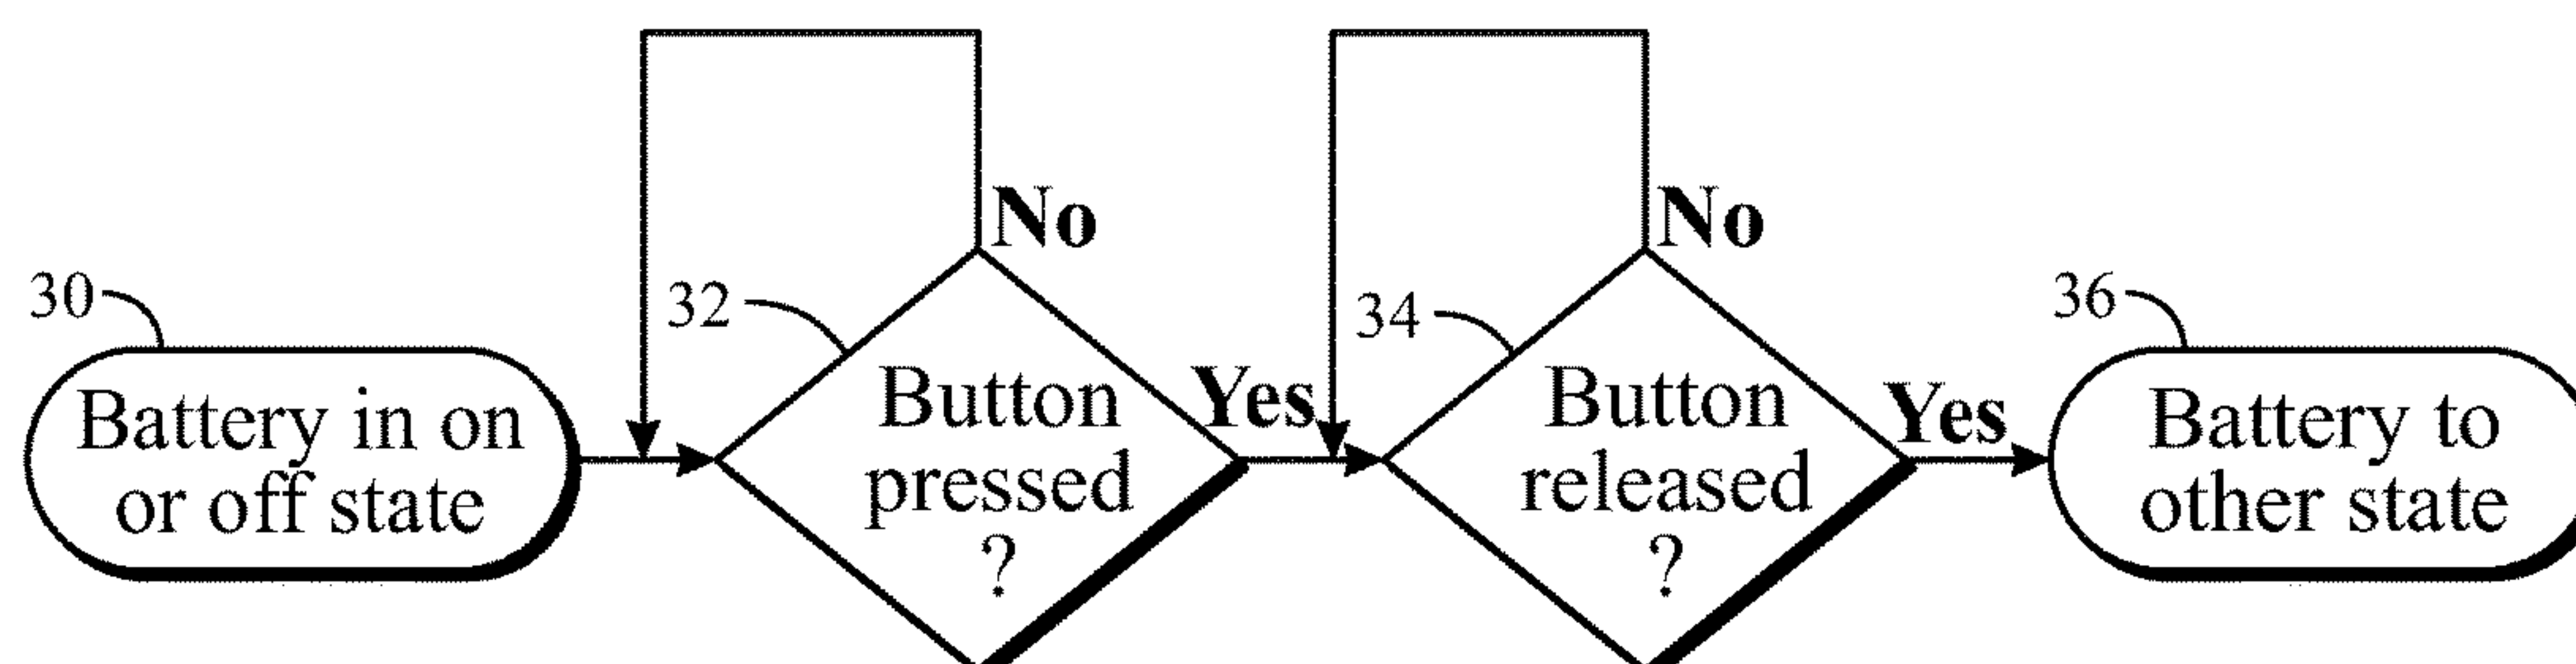 No
No
30
32
34
36
Battery in on
or off state
Button
pressed
?
Yes
Button
released
?
Yes
Battery to
other state